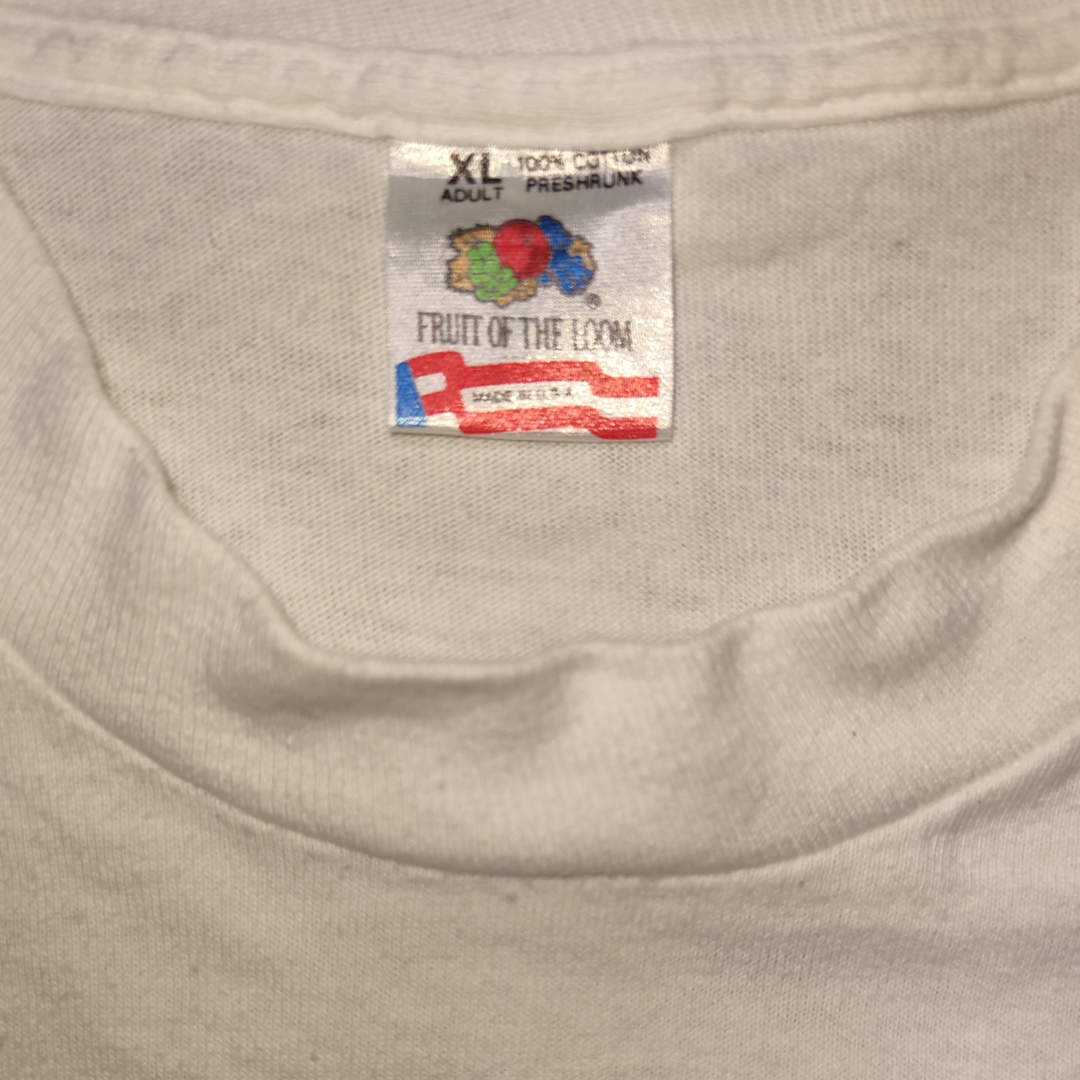 XL 100% COTTON
ADULT PRESHRUNK
®
FRUIT OF THE LOOM
MADE IN U.S.A.